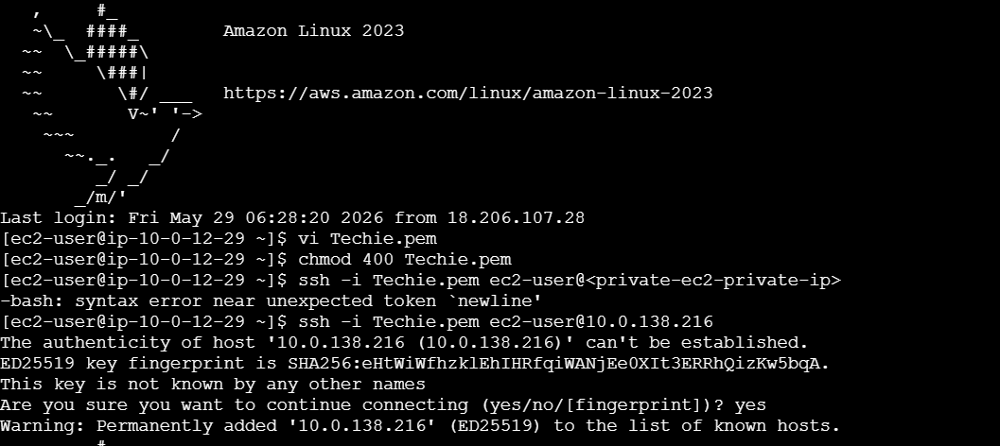 ,     #_
   ~\_  ####_        Amazon Linux 2023
  ~~  \_#####\
  ~~     \###|
  ~~       \#/ ___   https://aws.amazon.com/linux/amazon-linux-2023
   ~~       V~' '->
    ~~~         /
      ~~._.   _/
         _/ _/
       _/m/'
Last login: Fri May 29 06:28:20 2026 from 18.206.107.28
[ec2-user@ip-10-0-12-29 ~]$ vi Techie.pem
[ec2-user@ip-10-0-12-29 ~]$ chmod 400 Techie.pem
[ec2-user@ip-10-0-12-29 ~]$ ssh -i Techie.pem ec2-user@<private-ec2-private-ip>
-bash: syntax error near unexpected token `newline'
[ec2-user@ip-10-0-12-29 ~]$ ssh -i Techie.pem ec2-user@10.0.138.216
The authenticity of host '10.0.138.216 (10.0.138.216)' can't be established.
ED25519 key fingerprint is SHA256:eHtWiWfhzklEhIHRfqiWANjEe0XIt3ERRhQizKw5bqA.
This key is not known by any other names
Are you sure you want to continue connecting (yes/no/[fingerprint])? yes
Warning: Permanently added '10.0.138.216' (ED25519) to the list of known hosts.